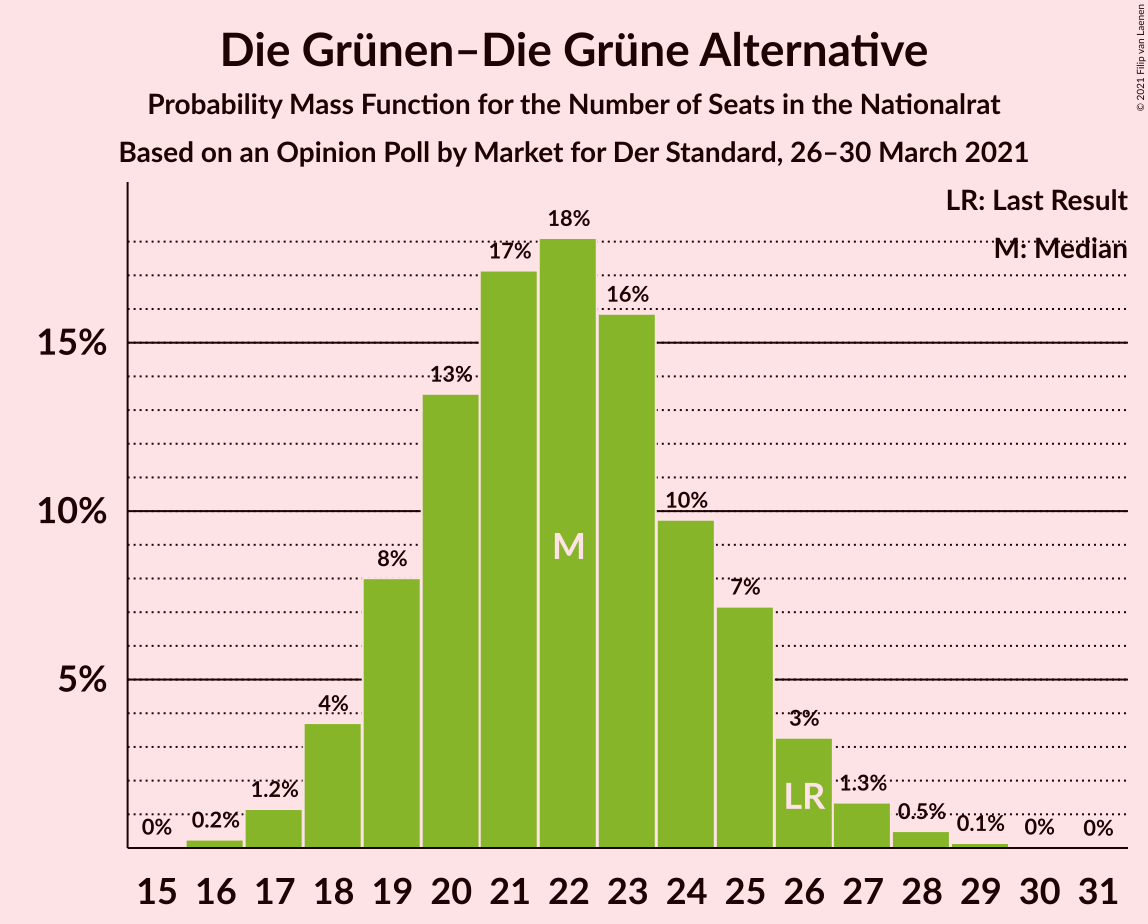 Die Grünen–Die Grüne Alternative
Probability Mass Function for the Number of Seats in the Nationalrat
Based on an Opinion Poll by Market for Der Standard, 26–30 March 2021
© 2021 Filip van Laenen
LR: Last Result
M: Median
18%
17%
16%
15%
13%
10%
10%
M
8%
7%
5%
4%
3%
LR
1.2%
1.3%
0%
0.2%
0.5%
0.1%
0%
0%
15 16 17 18 19 20 21 22 23 24 25 26 27 28 29 30 31